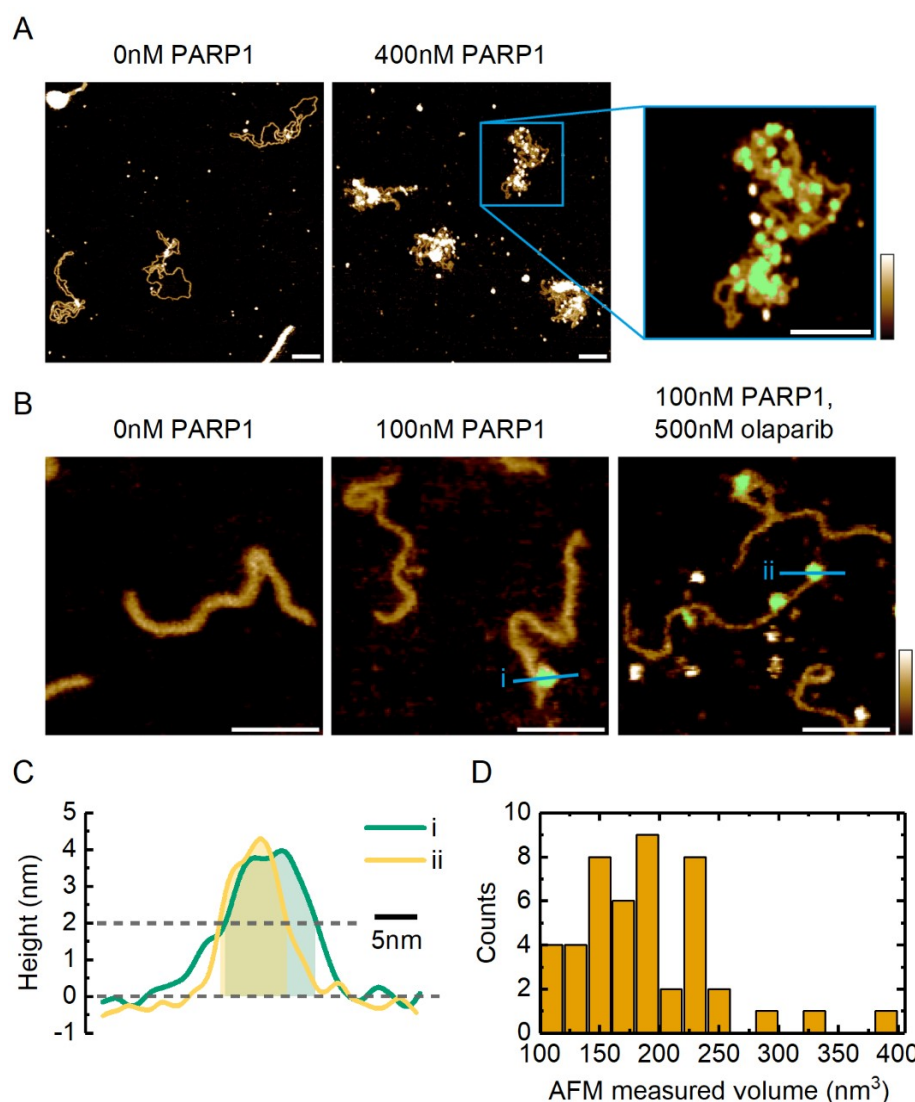 A
0nM PARP1
400nM PARP1
B
0nM PARP1
100nM PARP1
100nM PARP1,
500nM olaparib
i
ii
C
5
4
3
2
1
0
-1
Height (nm)
i
ii
5nm
D
10
8
6
4
2
0
Counts
100 150 200 250 300 350 400
AFM measured volume (nm³)